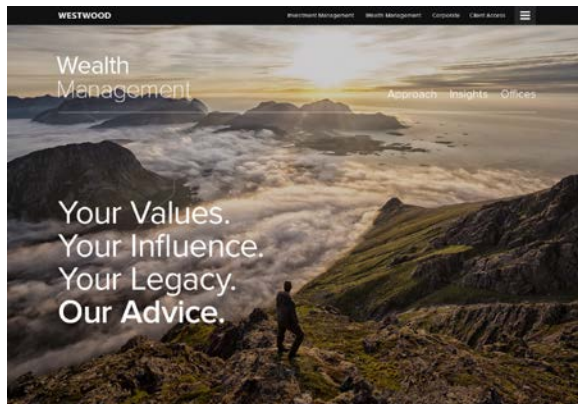 WESTWOOD
Investment Management Wealth Management Corporate Client Access
Wealth
Management
Approach Insights Offices
Your Values.
Your Influence.
Your Legacy.
Our Advice.